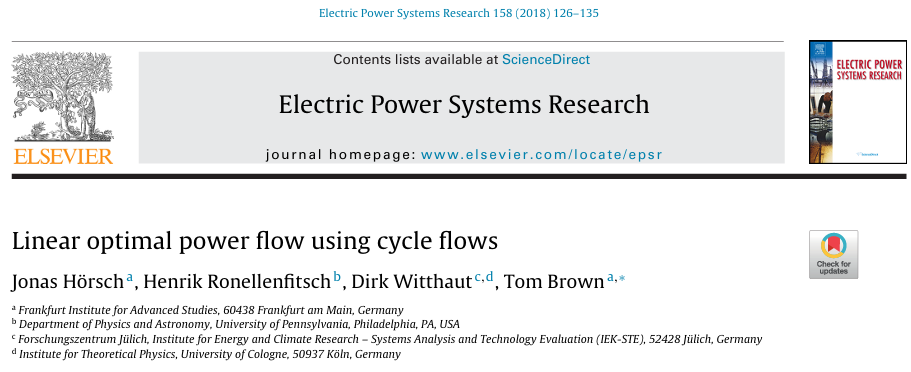 Electric Power Systems Research 158 (2018) 126–135
Contents lists available at ScienceDirect
Electric Power Systems Research
journal homepage: www.elsevier.com/locate/epsr
ELSEVIER
ELECTRIC POWER
SYSTEMS RESEARCH
Linear optimal power flow using cycle flows
Check for
updates
Jonas Hörsch a, Henrik Ronellenfitsch b, Dirk Witthaut c,d, Tom Brown a,*
a Frankfurt Institute for Advanced Studies, 60438 Frankfurt am Main, Germany
b Department of Physics and Astronomy, University of Pennsylvania, Philadelphia, PA, USA
c Forschungszentrum Jülich, Institute for Energy and Climate Research – Systems Analysis and Technology Evaluation (IEK-STE), 52428 Jülich, Germany
d Institute for Theoretical Physics, University of Cologne, 50937 Köln, Germany